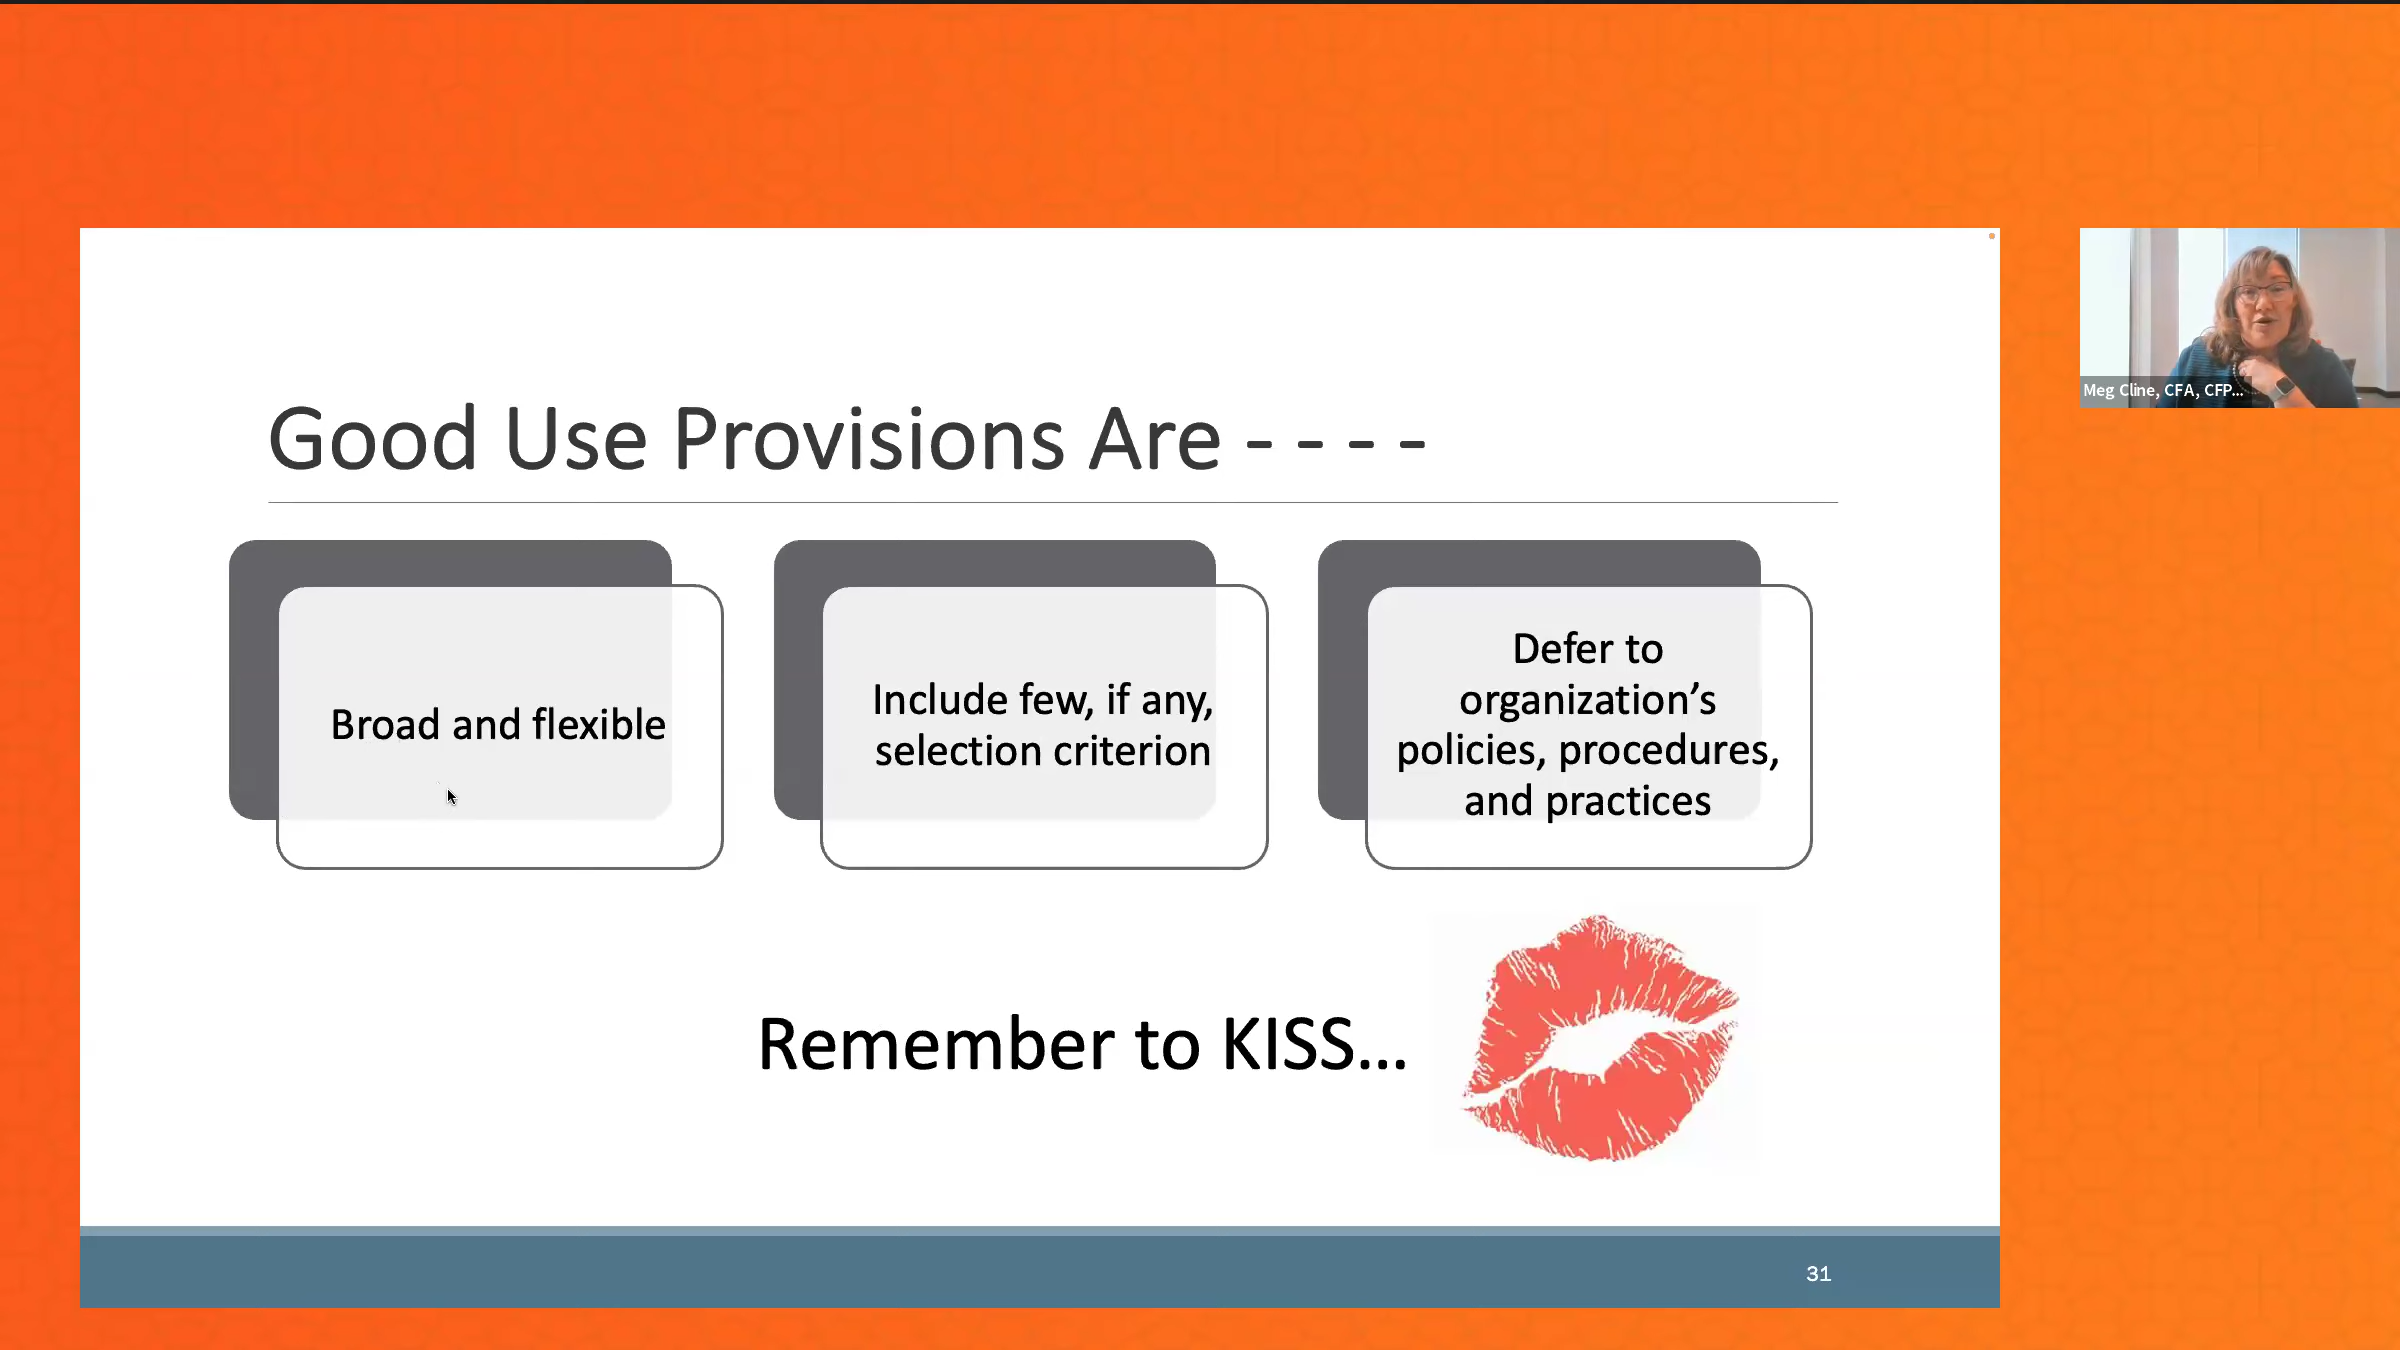 Good Use Provisions Are - - - -
Broad and flexible
Include few, if any,
selection criterion
Defer to
organization’s
policies, procedures,
and practices
Remember to KISS...
31
Meg Cline, CFA, CFP...